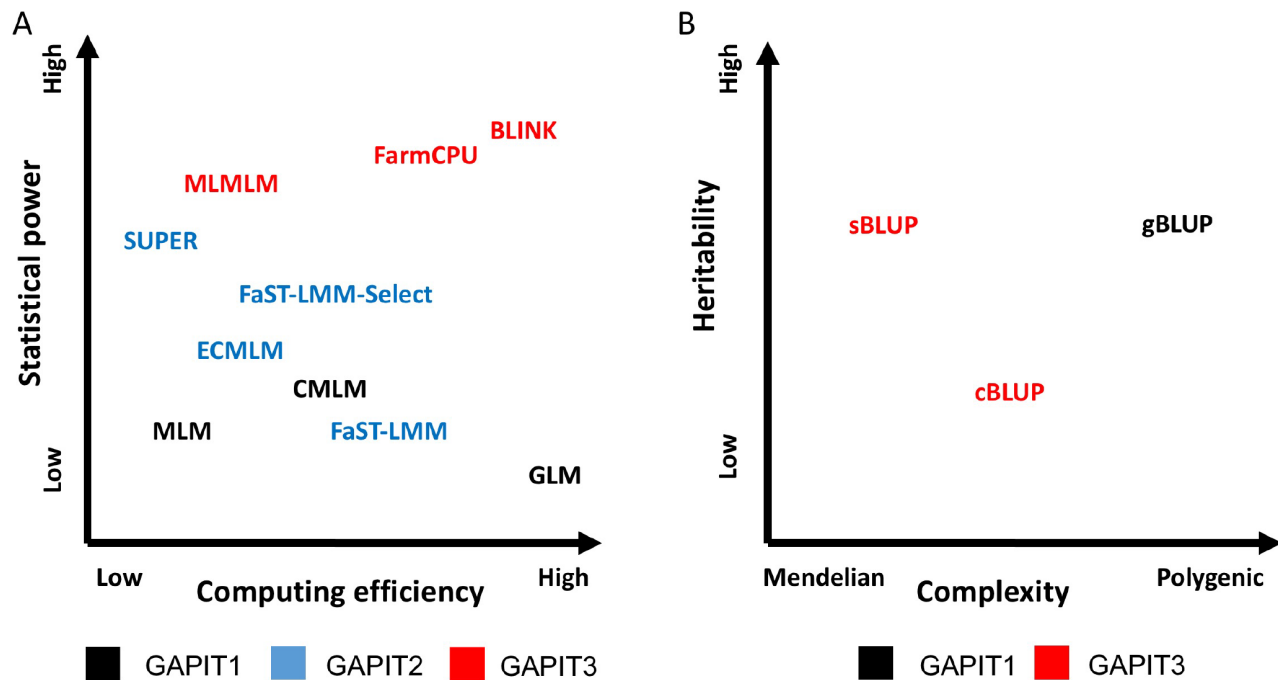 A
High
Statistical power
Low
BLINK
FarmCPU
MLMLM
SUPER
FaST-LMM-Select
ECMLM
CMLM
MLM
FaST-LMM
GLM
Low
High
Computing efficiency
GAPIT1
GAPIT2
GAPIT3
B
High
Heritability
Low
sBLUP
gBLUP
cBLUP
Mendelian
Polygenic
Complexity
GAPIT1
GAPIT3